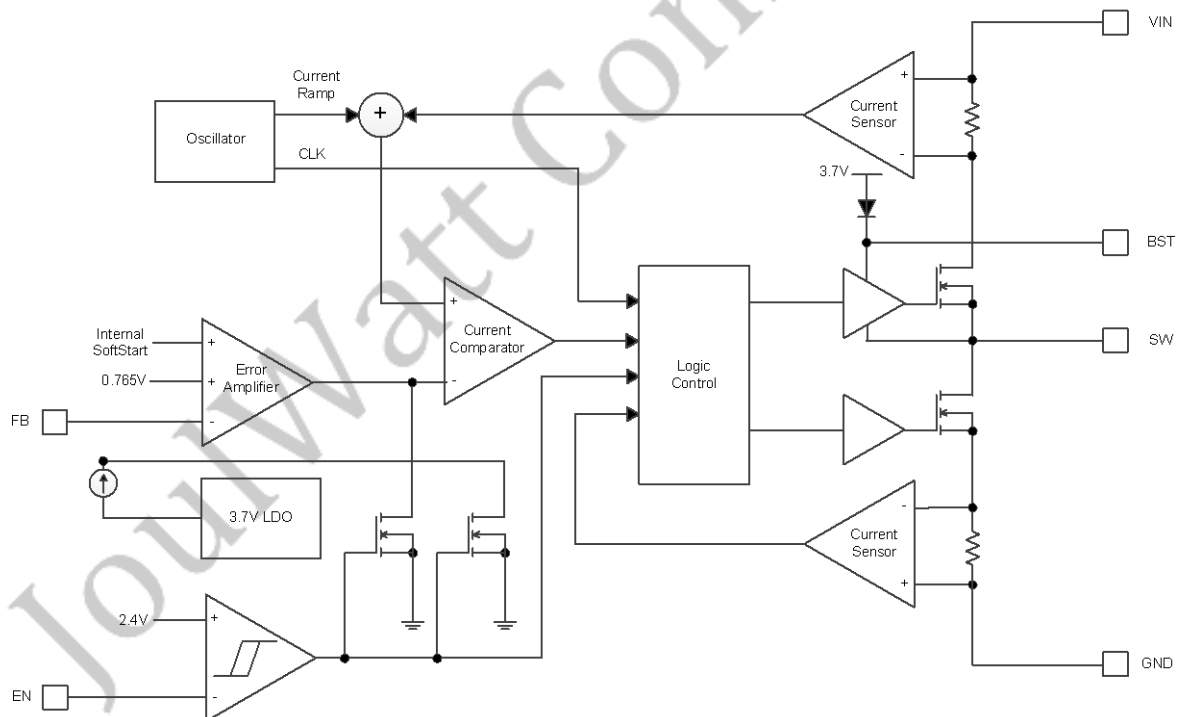 VIN
Current
Ramp
+
Current
Sensor
+
-
Oscillator
+
CLK
3.7V
BST
Internal
SoftStart
+
Error
Amplifier
0.765V
+
FB
-
+
Current
Comparator
-
Logic
Control
SW
3.7V LDO
-
Current
Sensor
+
2.4V
+
EN
-
GND
JoulWatt Con